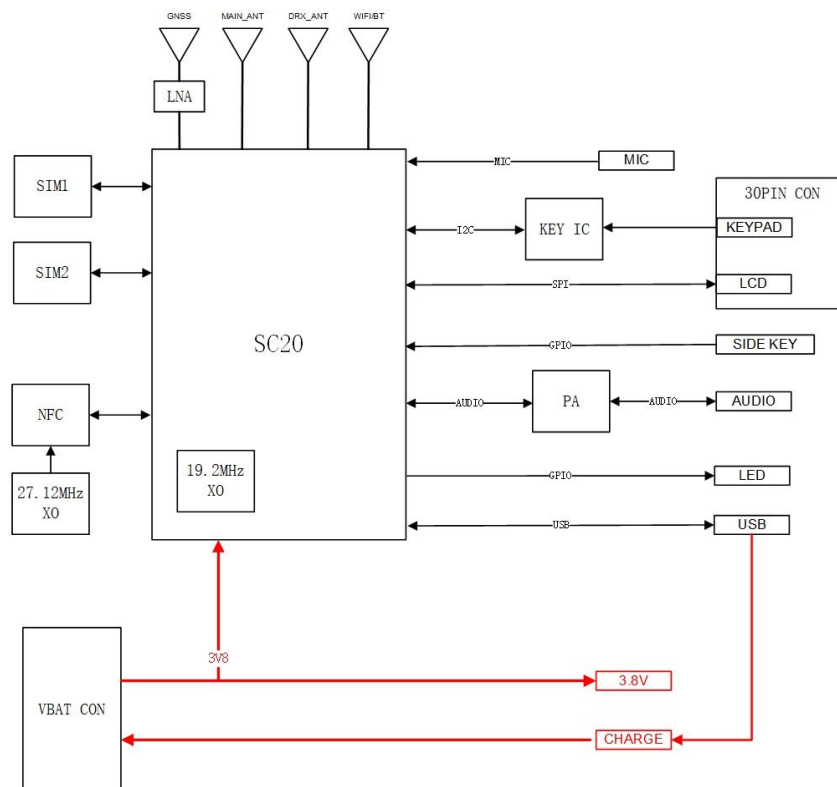 GNSS MAIN_ANT DRX_ANT WIFI/BT
LNA
SIM1
SIM2
NFC
27.12MHz
XO
SC20
19.2MHz
XO
MIC
MIC
30PIN CON
I2C
KEY IC
KEYPAD
SPI
LCD
GPIO
SIDE KEY
AUDIO
PA
AUDIO
AUDIO
GPIO
LED
USB
USB
3V8
VBAT CON
3.8V
CHARGE